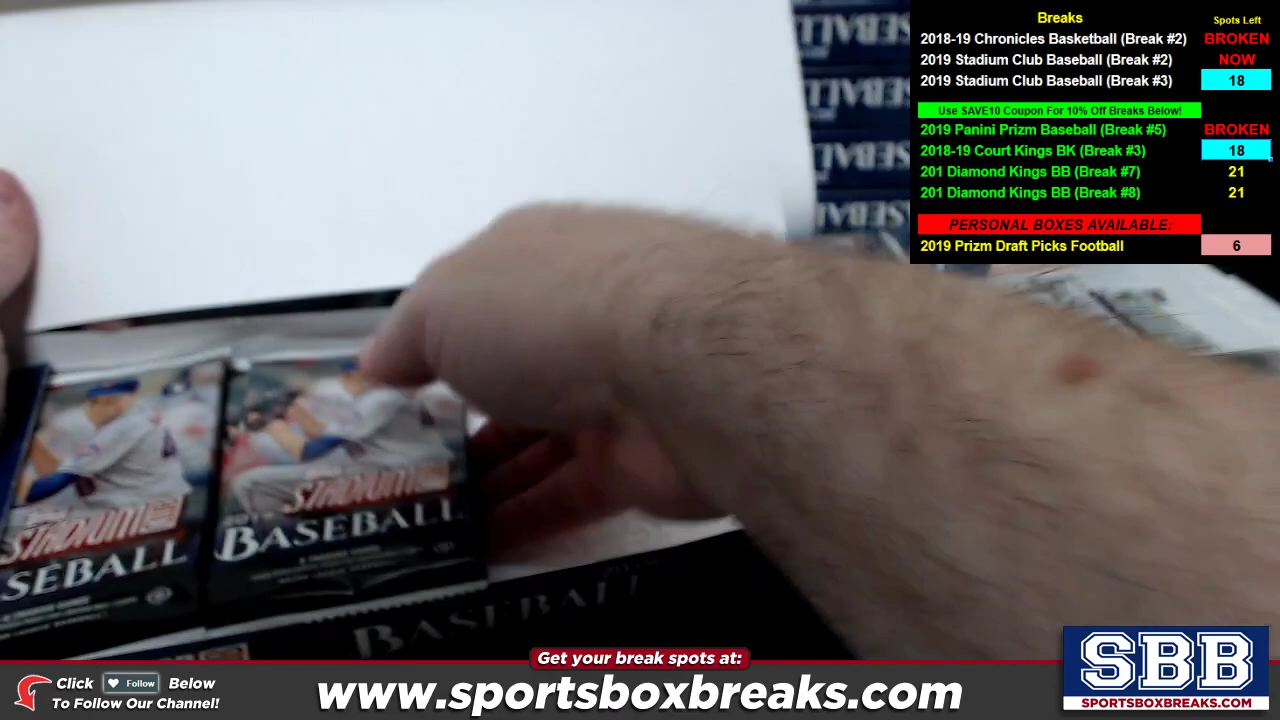 Breaks Spots Left
2018-19 Chronicles Basketball (Break #2) BROKEN
2019 Stadium Club Baseball (Break #2) NOW
2019 Stadium Club Baseball (Break #3) 18
Use SAVE10 Coupon For 10% Off Breaks Below!
2019 Panini Prizm Baseball (Break #5) BROKEN
2018-19 Court Kings BK (Break #3) 18
201 Diamond Kings BB (Break #7) 21
201 Diamond Kings BB (Break #8) 21
PERSONAL BOXES AVAILABLE:
2019 Prizm Draft Picks Football 6
STADIUM
SEBALL
STADIUM
BASEBALL
BASEBALL
Get your break spots at:
Click Follow Below
To Follow Our Channel!
www.sportsboxbreaks.com
SBB
SPORTSBOXBREAKS.COM